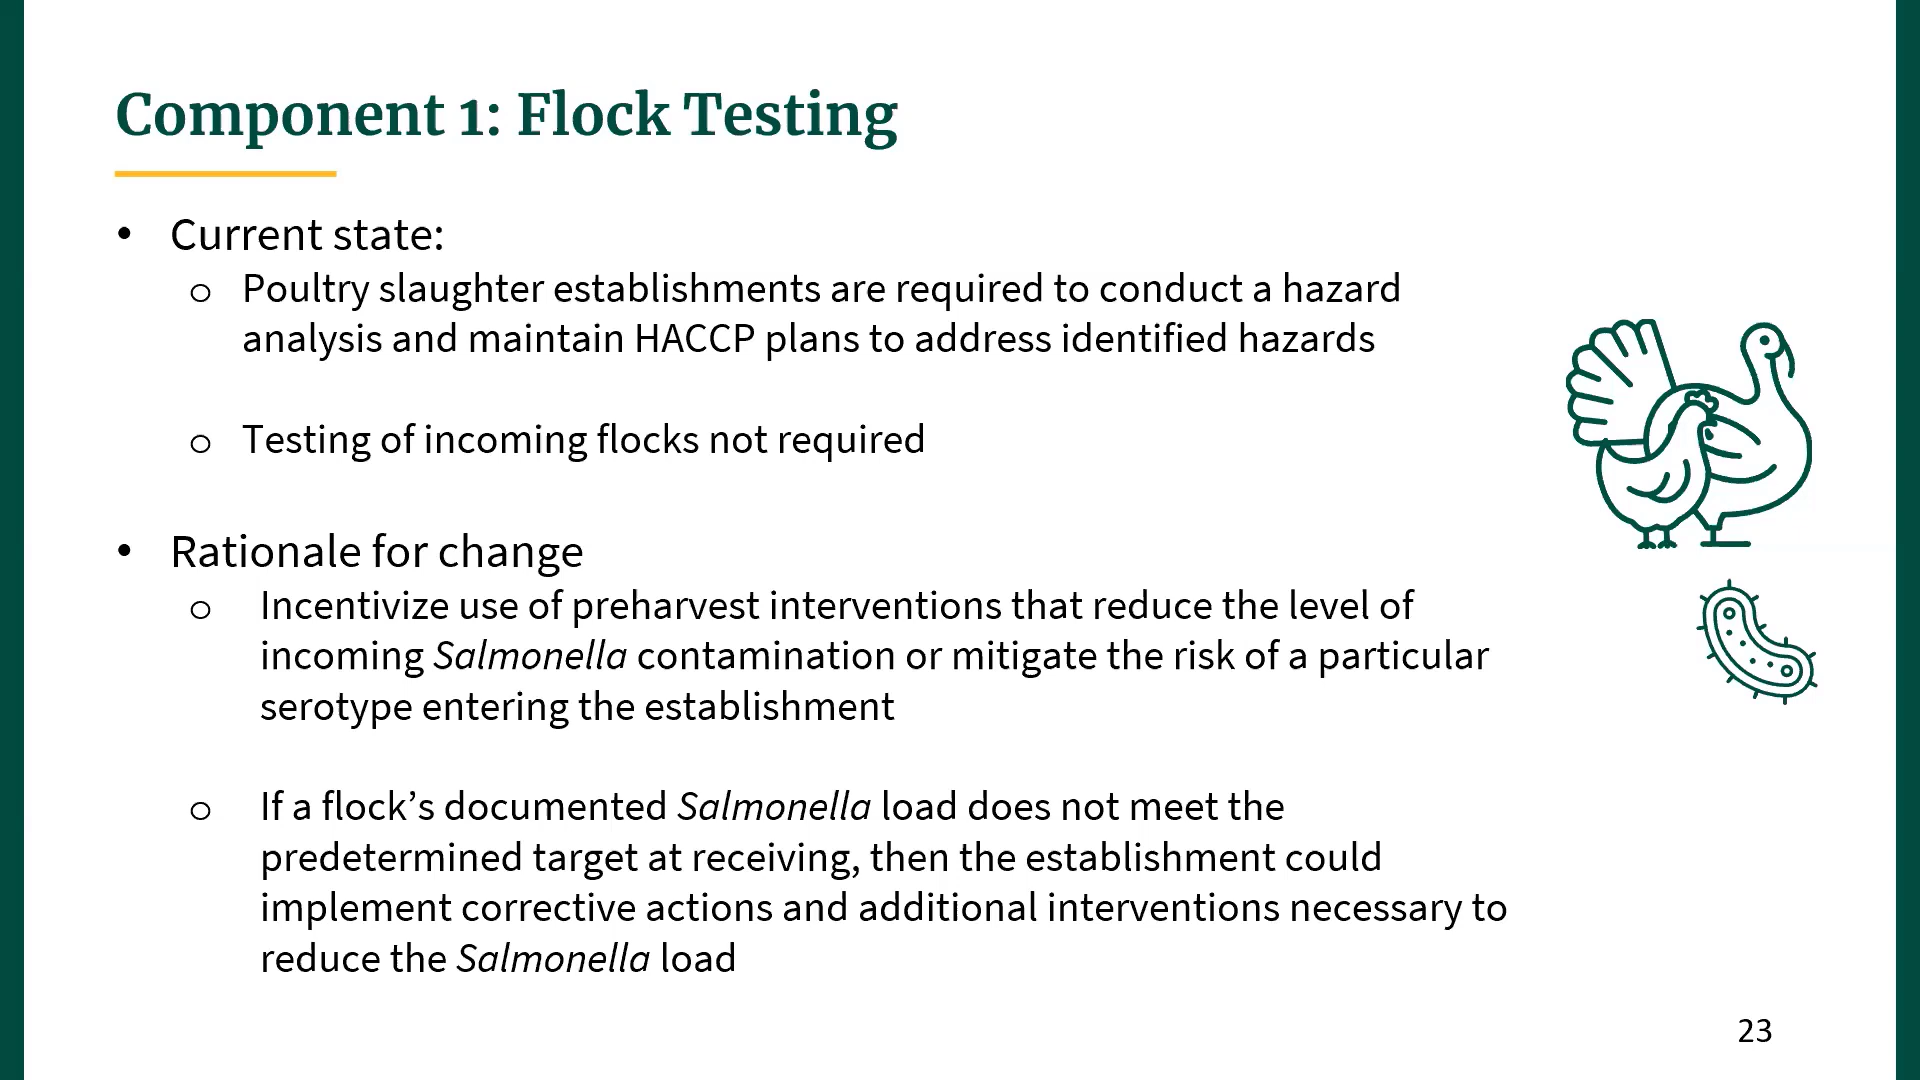 Component 1: Flock Testing
• Current state:
o Poultry slaughter establishments are required to conduct a hazard
analysis and maintain HACCP plans to address identified hazards
o Testing of incoming flocks not required
• Rationale for change
o Incentivize use of preharvest interventions that reduce the level of
incoming Salmonella contamination or mitigate the risk of a particular
serotype entering the establishment
o If a flock’s documented Salmonella load does not meet the
predetermined target at receiving, then the establishment could
implement corrective actions and additional interventions necessary to
reduce the Salmonella load
23